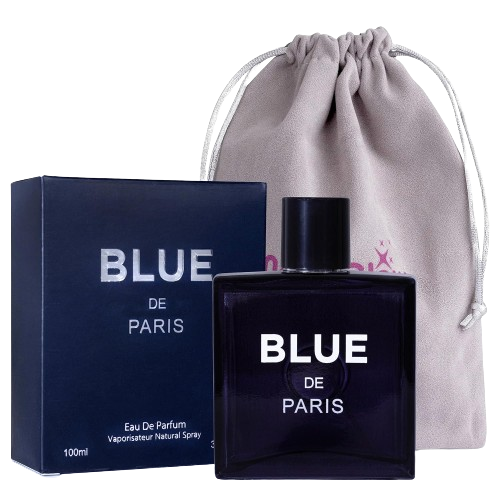 BLUE
DE
PARIS
Eau De Parfum
Vaporisateur Natural Spray
100ml
BLUE
DE
PARIS